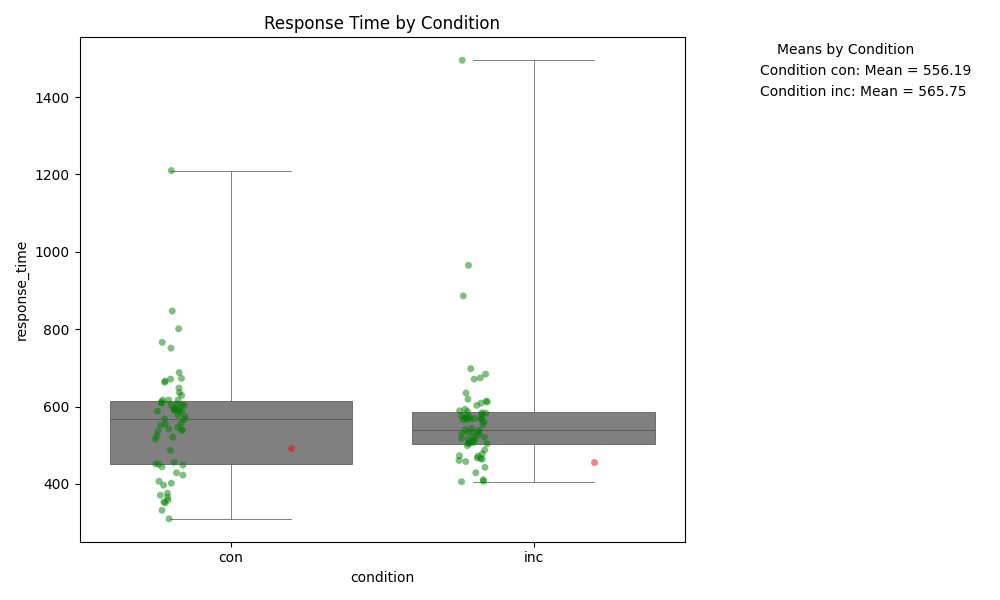 Response Time by Condition
Means by Condition
Condition con: Mean = 556.19
Condition inc: Mean = 565.75
1400
1200
1000
800
600
400
response_time
con
inc
condition